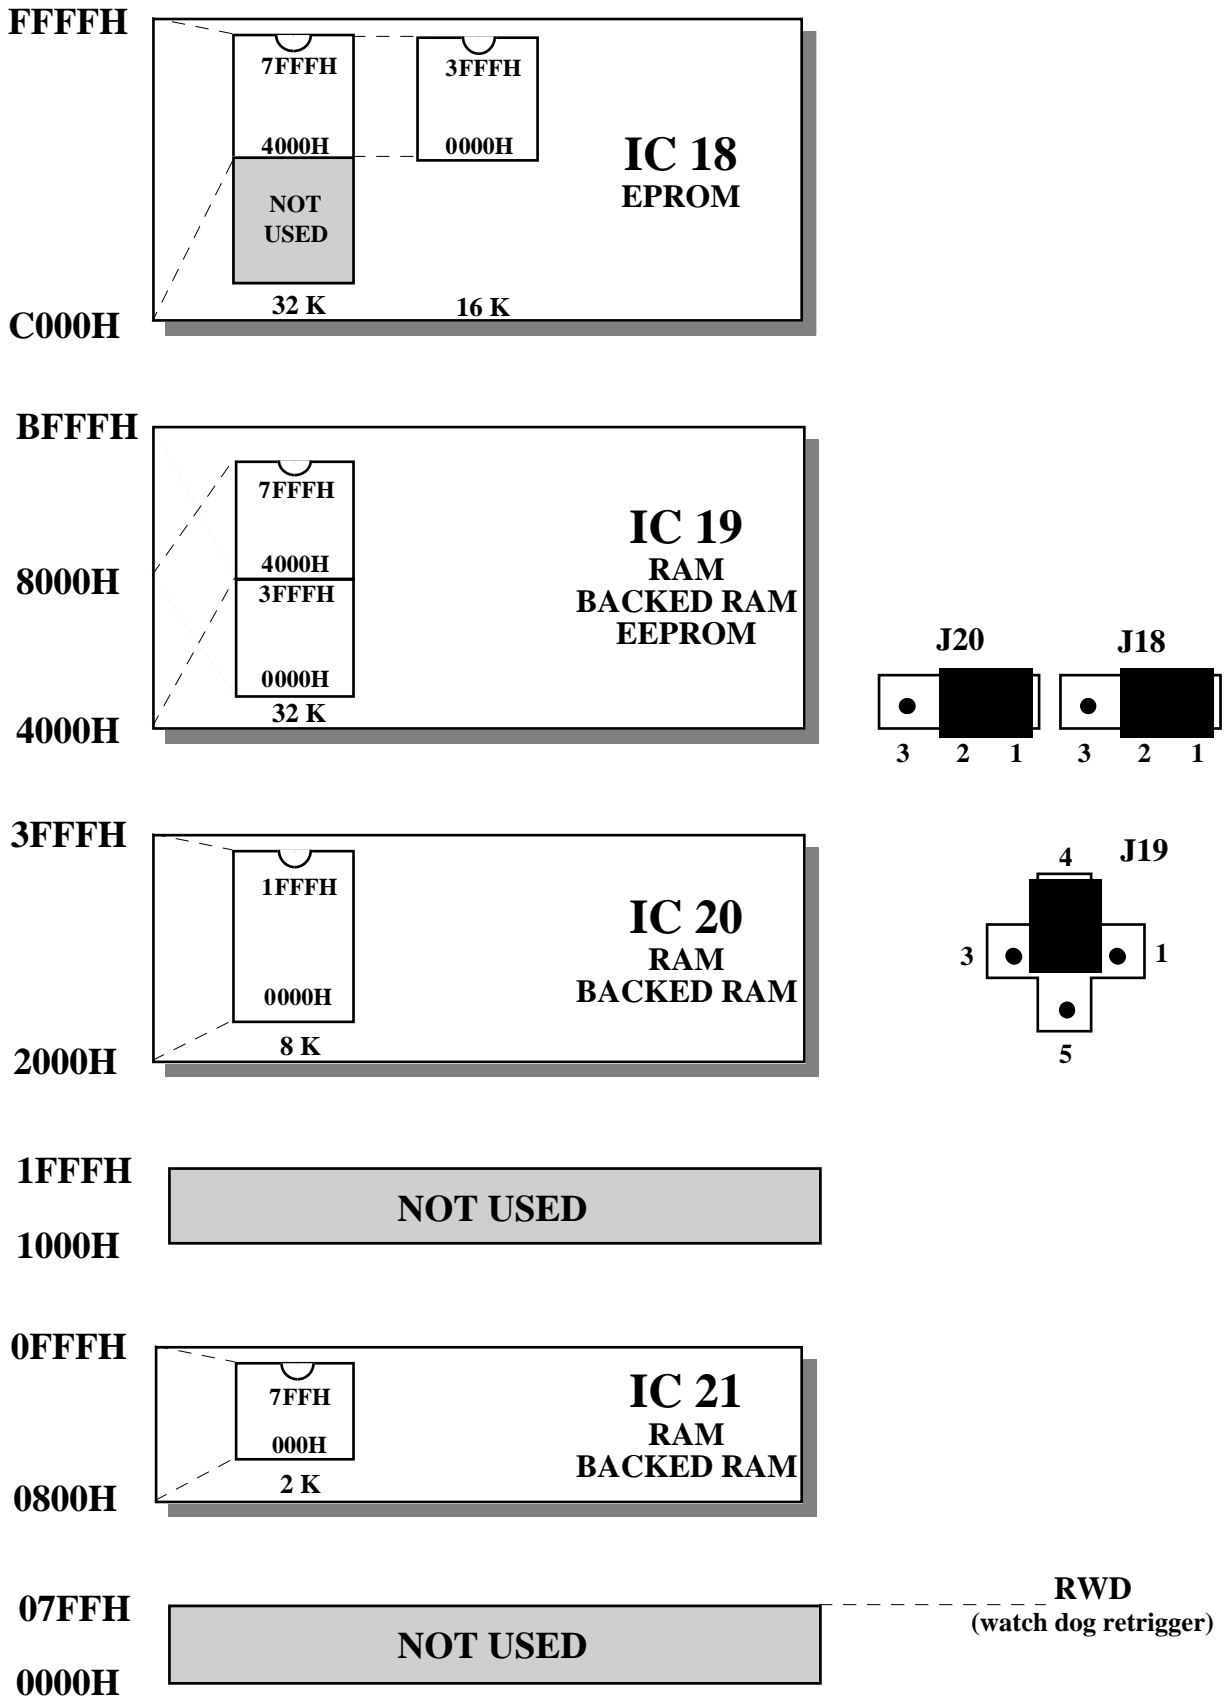 FFFFH
7FFFH
3FFFH
4000H
0000H
IC 18
EPROM
NOT
USED
32 K
16 K
C000H
BFFFH
7FFFH
4000H
3FFFH
0000H
32 K
IC 19
RAM
BACKED RAM
EEPROM
8000H
4000H
J20
J18
3 2 1
3 2 1
3FFFH
1FFFH
0000H
8 K
IC 20
RAM
BACKED RAM
2000H
J19
4
3
1
5
1FFFH
NOT USED
1000H
0FFFH
7FFH
000H
2 K
IC 21
RAM
BACKED RAM
0800H
07FFH
NOT USED
0000H
RWD
(watch dog retrigger)